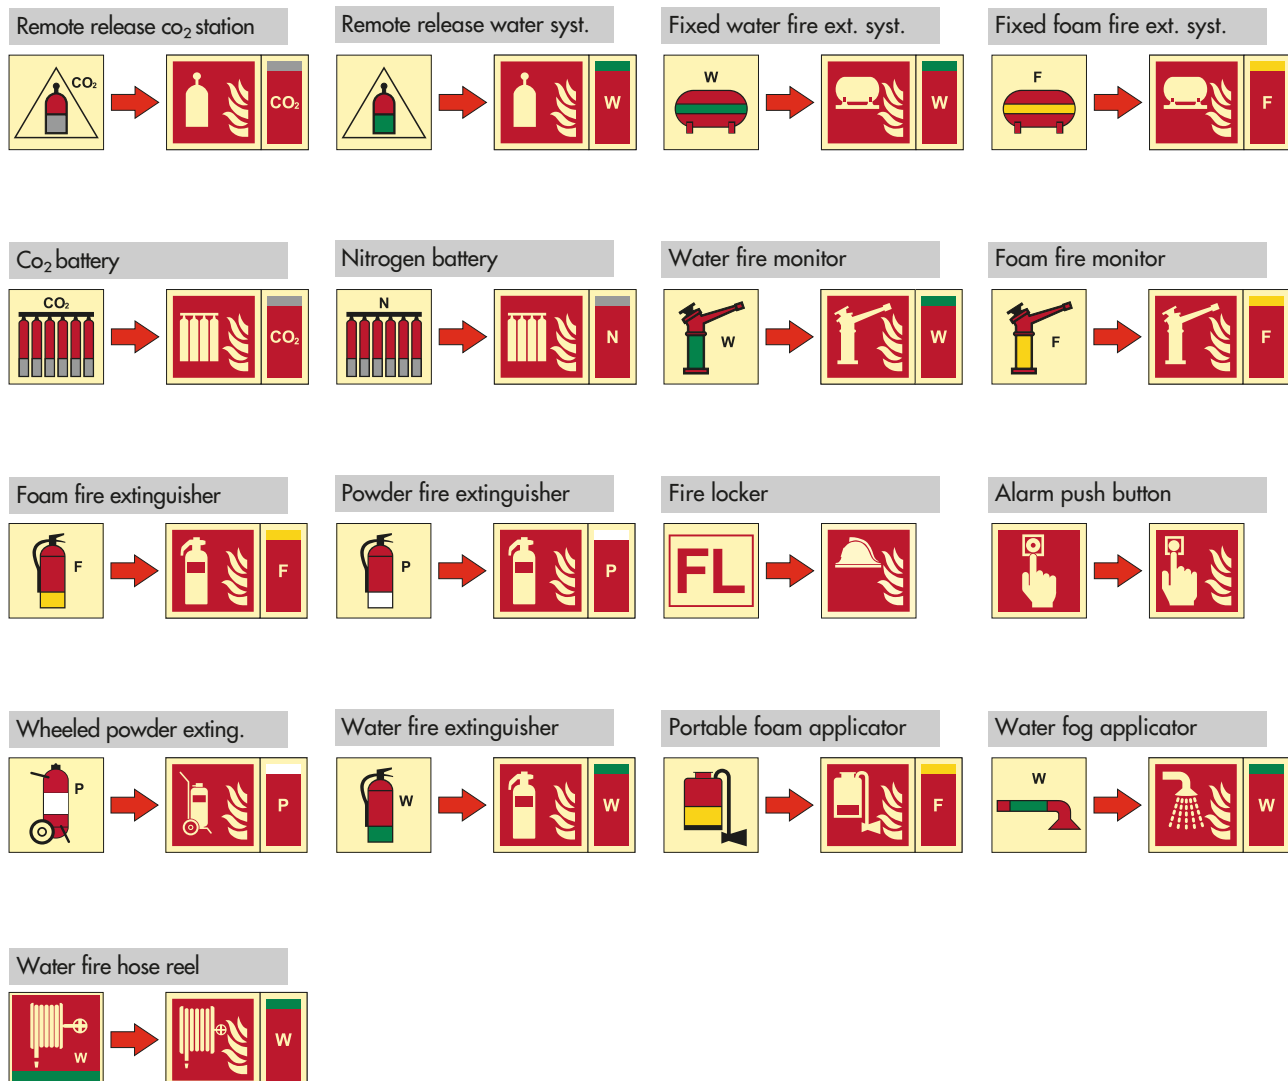 Remote release co₂ station
Remote release water syst.
Fixed water fire ext. syst.
Fixed foam fire ext. syst.
CO₂
CO₂
W
W
W
F
F
Co₂ battery
Nitrogen battery
Water fire monitor
Foam fire monitor
CO₂
CO₂
N
N
W
W
F
F
Foam fire extinguisher
Powder fire extinguisher
Fire locker
Alarm push button
F
F
P
P
FL
Wheeled powder exting.
Water fire extinguisher
Portable foam applicator
Water fog applicator
P
P
W
W
F
W
W
Water fire hose reel
W
W